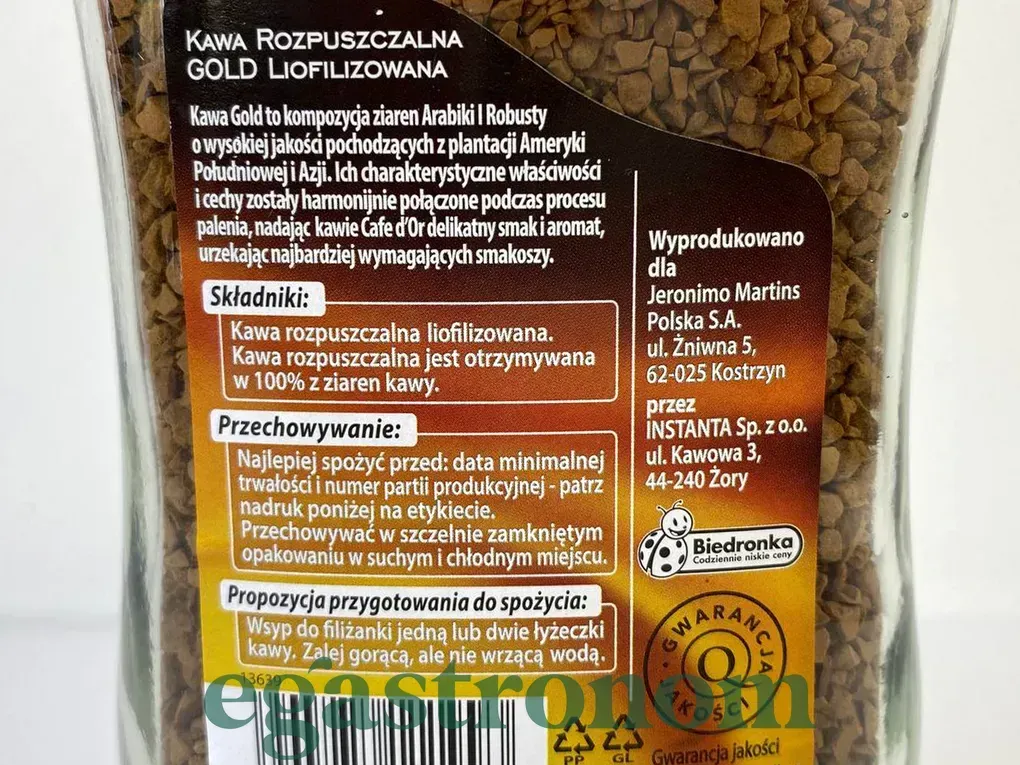 KAWA ROZPUSZCZALNA
GOLD LIOFILIZOWANA
Kawa Gold to kompozycja ziaren Arabiki I Robusty
o wysokiej jakości pochodzących z plantacji Ameryki
Południowej i Azji. Ich charakterystyczne właściwości
i cechy zostały harmonijnie połączone podczas procesu
palenia, nadając kawie Cafe d'Or delikatny smak i aromat,
urzekając najbardziej wymagających smakoszy.
Składniki:
Kawa rozpuszczalna liofilizowana.
Kawa rozpuszczalna jest otrzymywana
w 100% z ziaren kawy.
Przechowywanie:
Najlepiej spożyć przed: data minimalnej
trwałości i numer partii produkcyjnej - patrz
nadruk poniżej na etykiecie.
Przechowywać w szczelnie zamkniętym
opakowaniu w suchym i chłodnym miejscu.
Propozycja przygotowania do spożycia:
Wsyp do filiżanki jedną lub dwie łyżeczki
kawy. Zalej gorącą, ale nie wrzącą wodą.
13639
Wyprodukowano
dla
Jeronimo Martins
Polska S.A.
ul. Żniwna 5,
62-025 Kostrzyn
przez
INSTANTA Sp. z o.o.
ul. Kawowa 3,
44-240 Żory
Biedronka
Codziennie niskie ceny
GWARANCJA
Q
JAKOŚCI
PP GL
Gwarancja jakości
egastronom